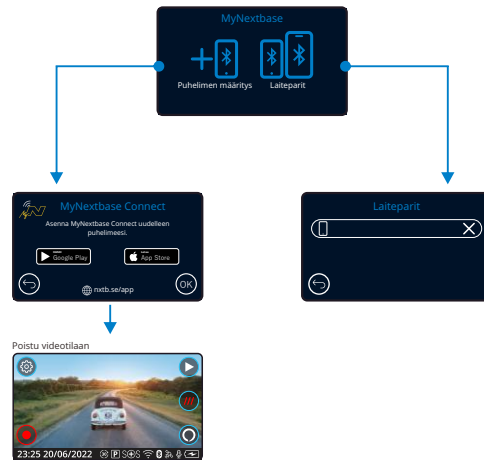 MyNextbase
Puhelimen määritys
Laiteparit
MyNextbase Connect
Asenna MyNextbase Connect uudelleen
puhelimeesi.
Google Play
App Store
nxtb.se/app
OK
Laiteparit
Poistu videotilaan
23:25 20/06/2022